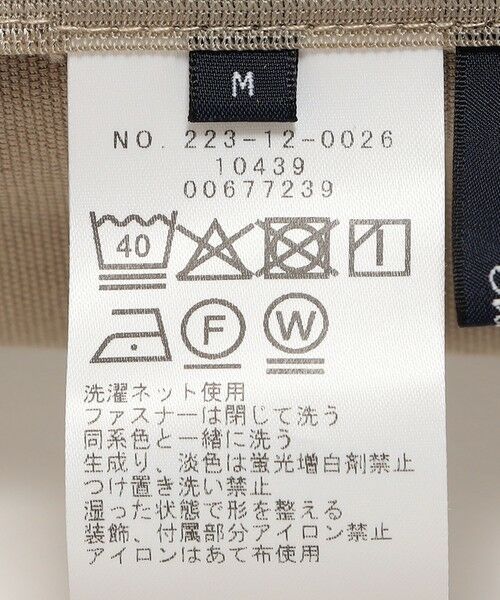 M
NO. 223-12-0026
10439
00677239
40
F W
洗濯ネット使用
ファスナーは閉じて洗う
同系色と一緒に洗う
生成り、淡色は蛍光増白剤禁止
つけ置き洗い禁止
湿った状態で形を整える
装飾、付属部分アイロン禁止
アイロンはあて布使用